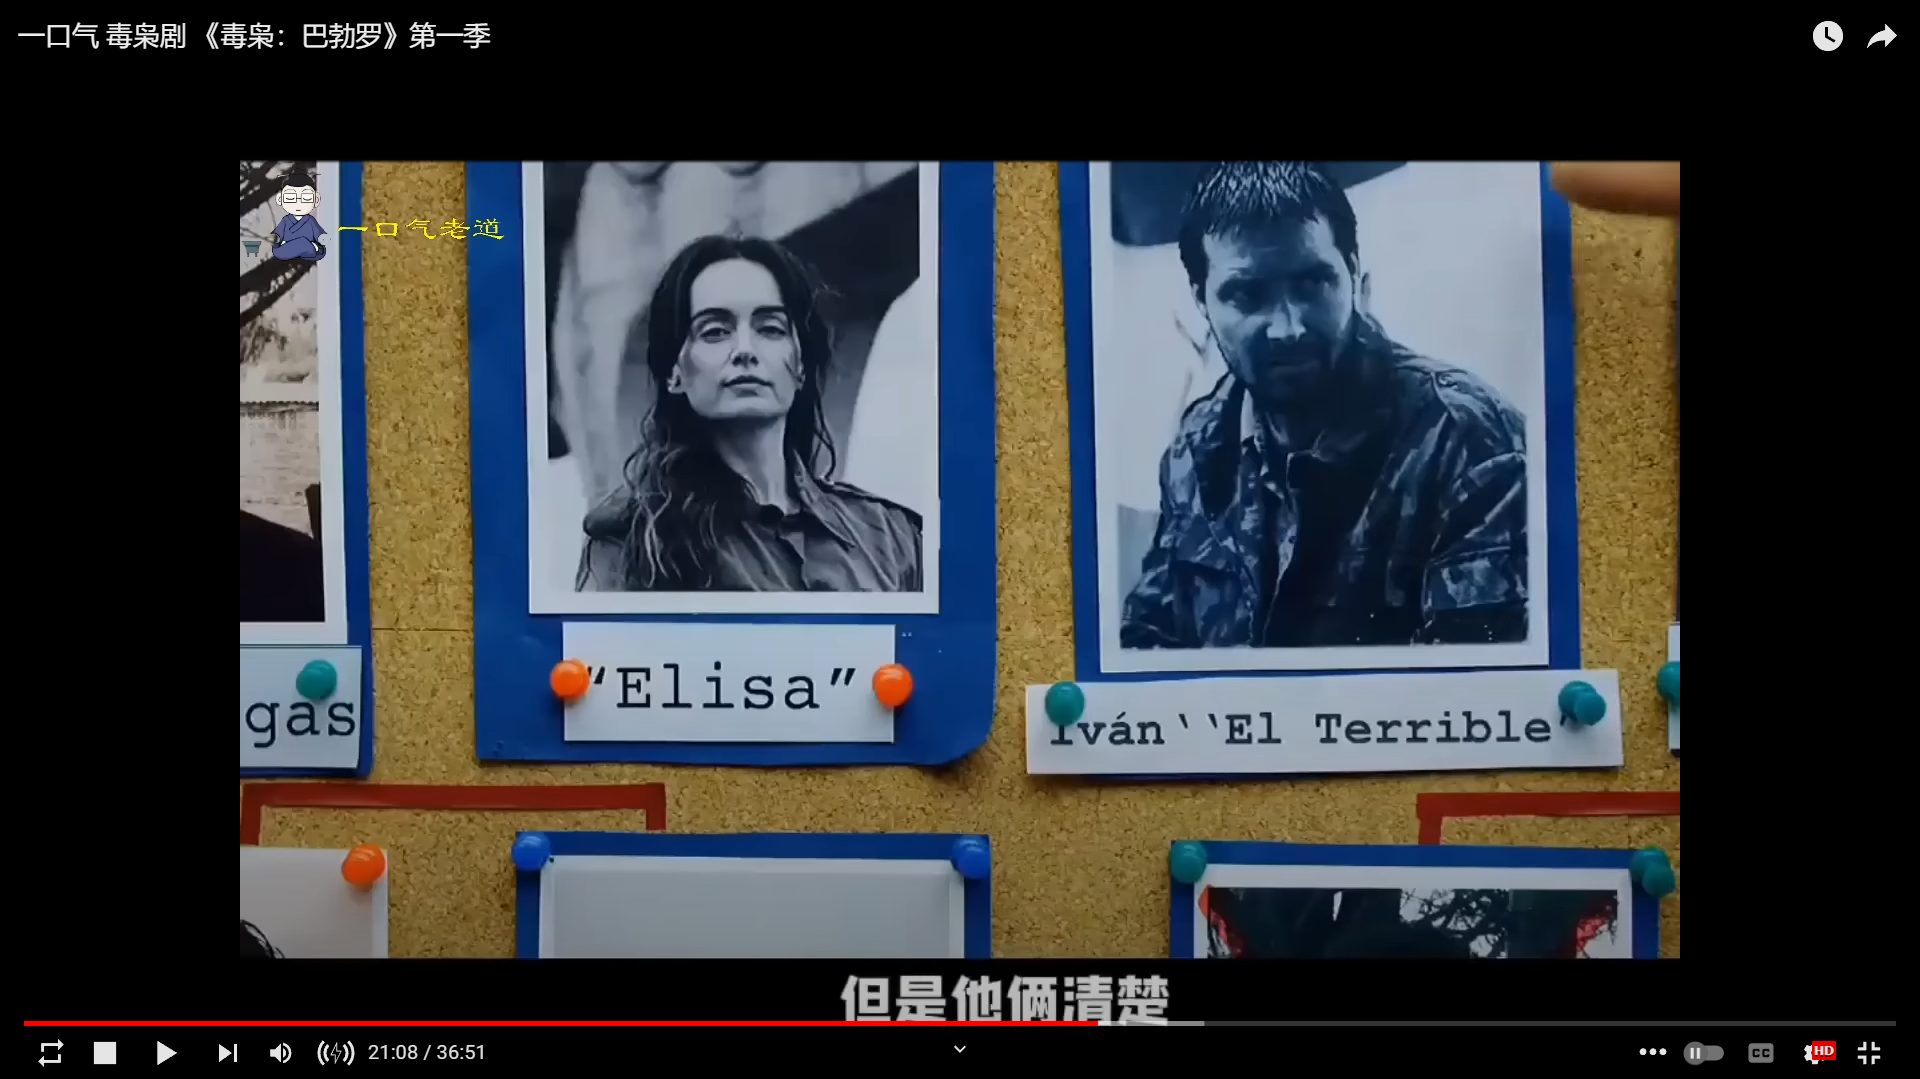 一口气 毒枭剧 《毒枭：巴勃罗》第一季
一口气老道
gas
“Elisa”
Iván ‘‘El Terrible”
但是他俩清楚
21:08 / 36:51
CC
HD